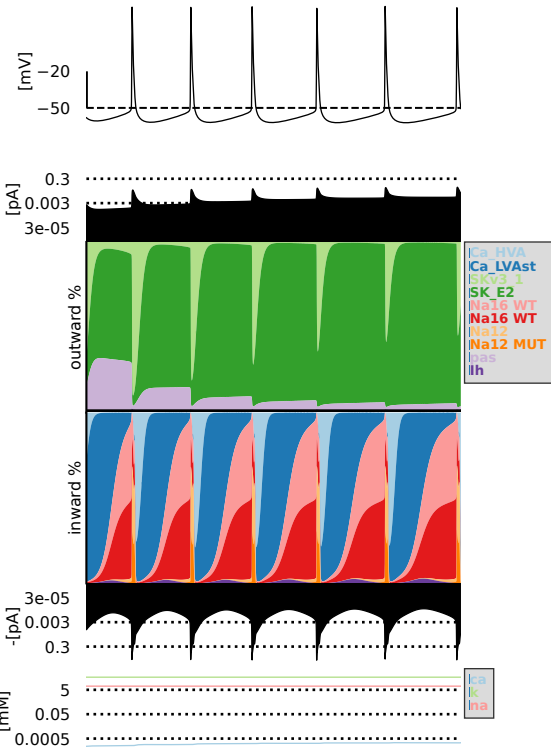 [mV]
−20
−50
[pA]
0.3
0.003
3e-05
outward %
Ca_HVA
Ca_LVAst
SKv3_1
SK_E2
Na16 WT
Na16 WT
Na12
Na12 MUT
pas
Ih
inward %
-[pA]
3e-05
0.003
0.3
[mM]
5
0.05
0.0005
ca
k
na